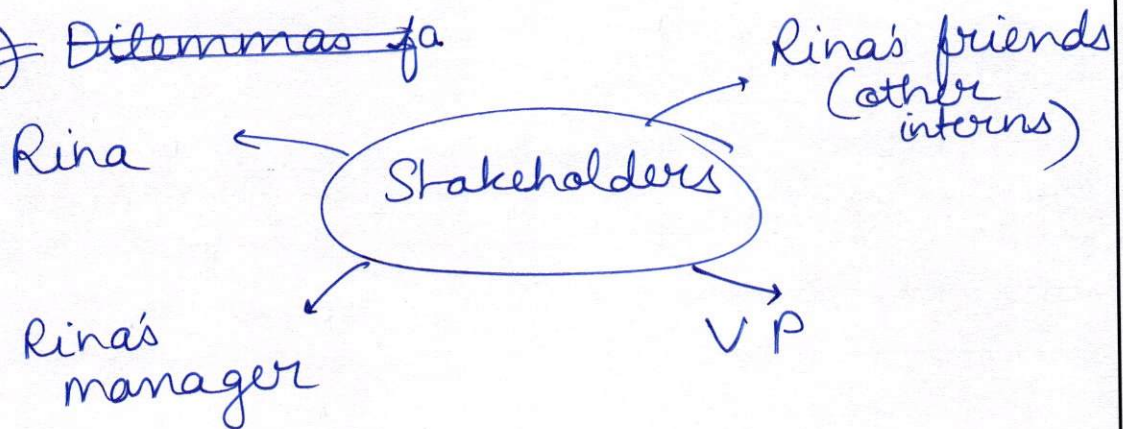 Dilemmas fa
Rina's friends
(other
interns)
Rina
Stakeholders
Rina's
manager
VP